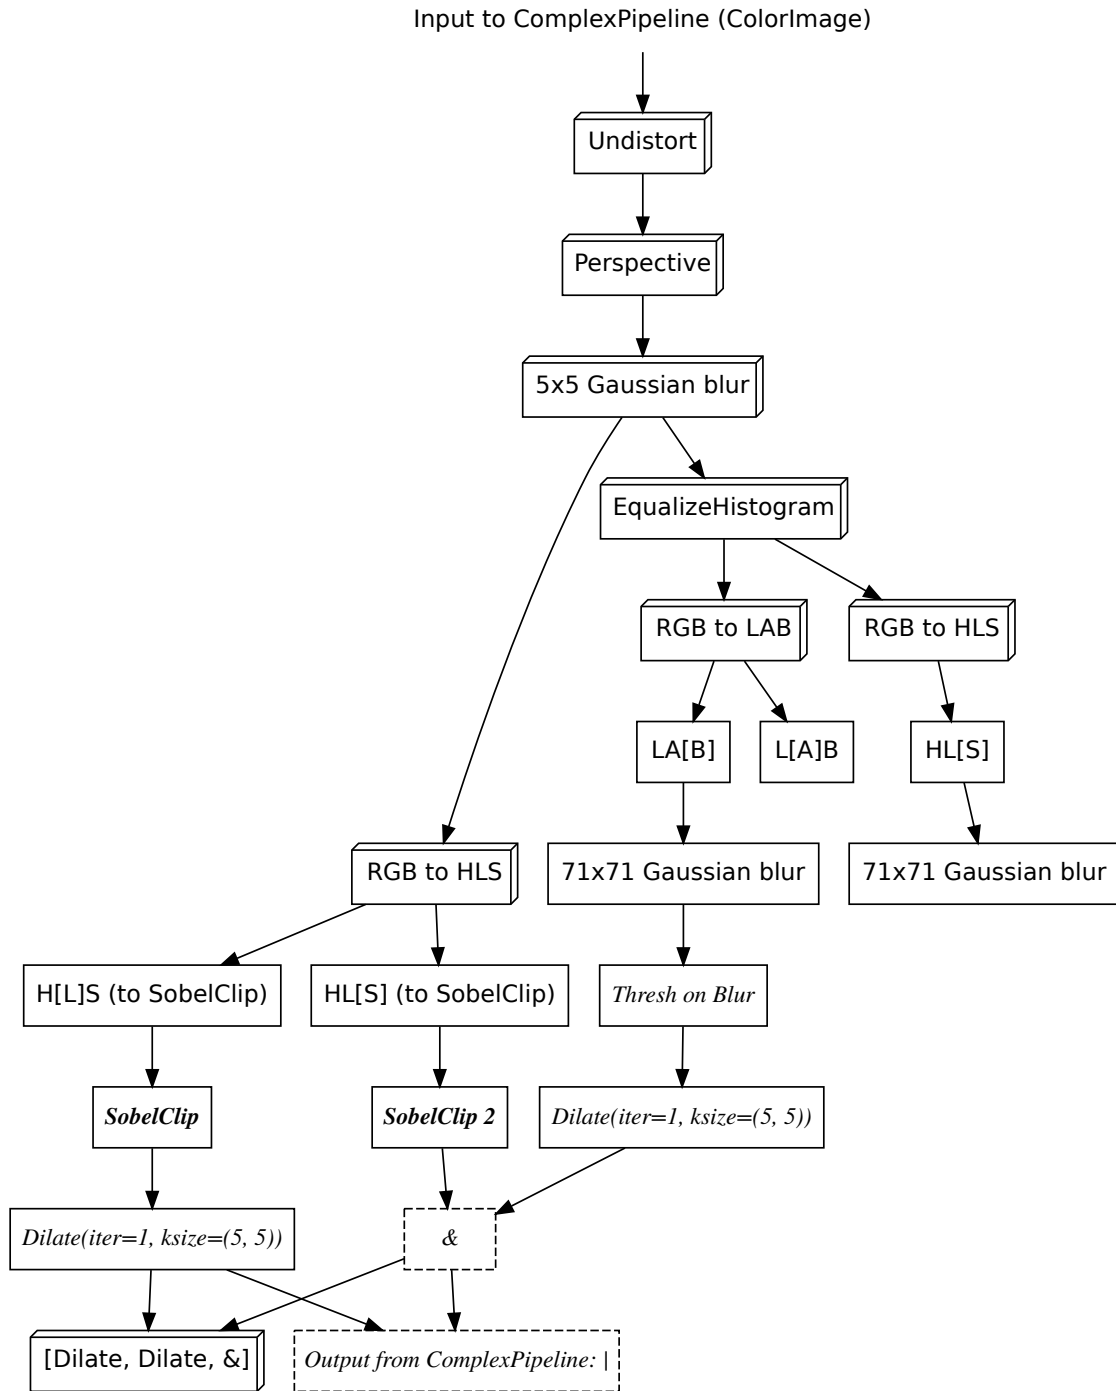 Input to ComplexPipeline (ColorImage)
Undistort
Perspective
5x5 Gaussian blur
EqualizeHistogram
RGB to LAB
RGB to HLS
LA[B]
L[A]B
HL[S]
RGB to HLS
71x71 Gaussian blur
71x71 Gaussian blur
H[L]S (to SobelClip)
HL[S] (to SobelClip)
Thresh on Blur
SobelClip
SobelClip 2
Dilate(iter=1, ksize=(5, 5))
Dilate(iter=1, ksize=(5, 5))
&
[Dilate, Dilate, &]
Output from ComplexPipeline: |